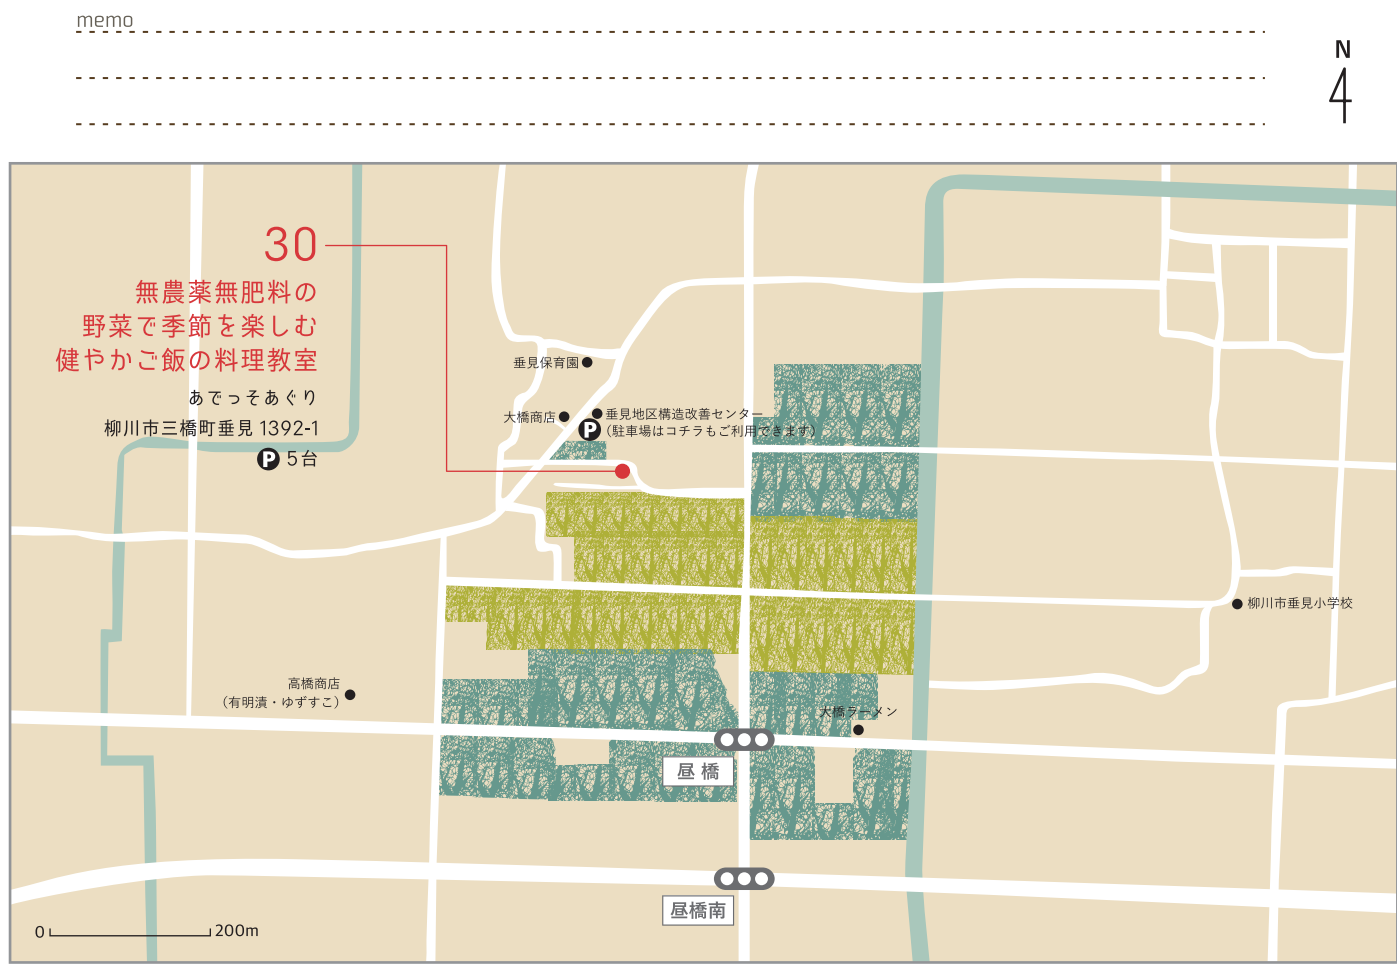 memo
N
30
無農薬無肥料の
野菜で季節を楽しむ
健やかご飯の料理教室
あでっそあぐり
柳川市三橋町垂見 1392-1
P 5台
垂見保育園
大橋商店
垂見地区構造改善センター
P (駐車場はコチラもご利用できます)
柳川市垂見小学校
高橋商店
(有明漬・ゆずすこ)
大橋ラーメン
昼橋
昼橋南
0 200m